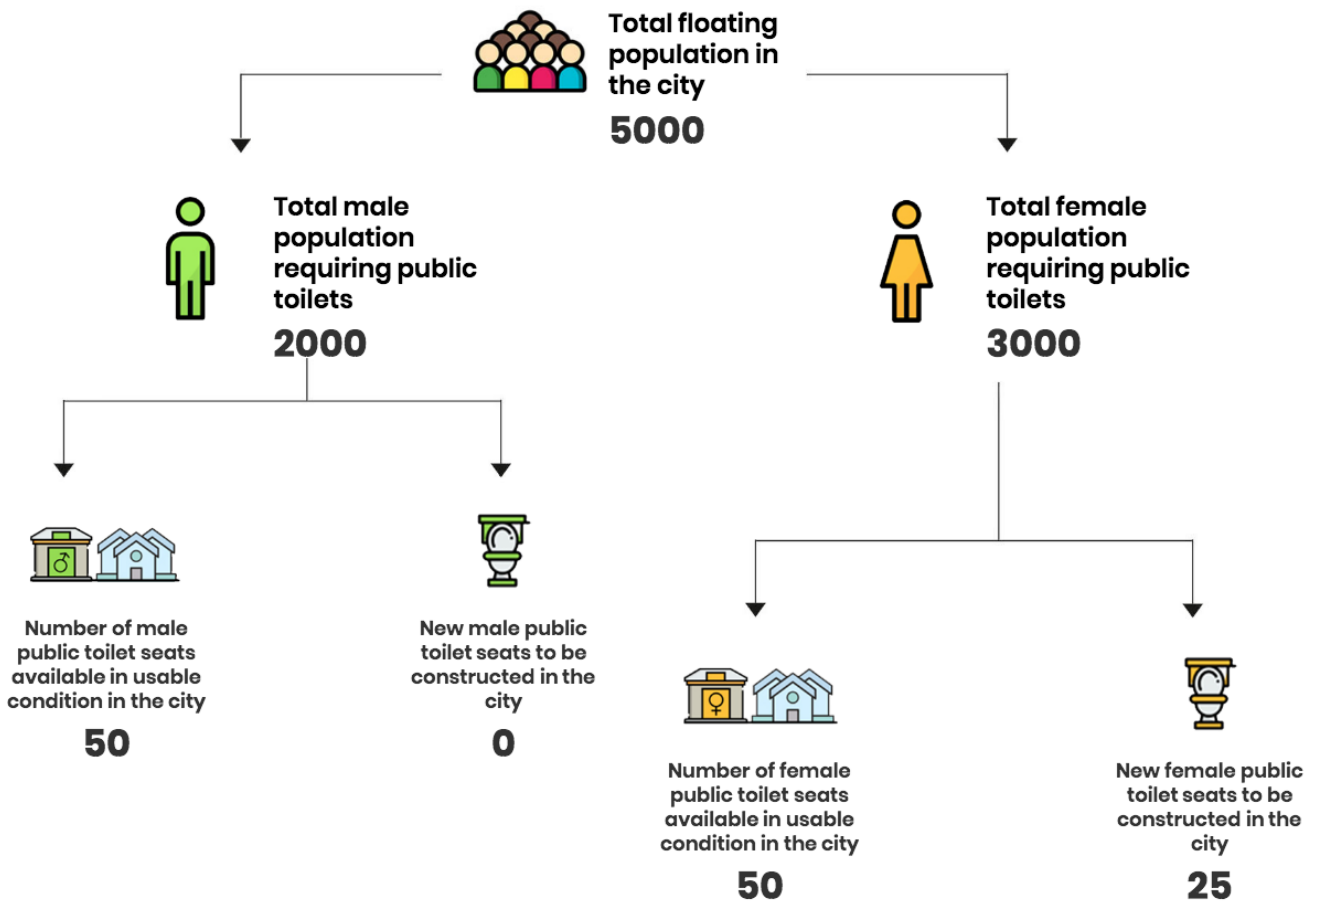 Total floating
population in
the city
5000
Total male
population
requiring public
toilets
2000
Total female
population
requiring public
toilets
3000
Number of male
public toilet seats
available in usable
condition in the city
50
New male public
toilet seats to be
constructed in the
city
0
Number of female
public toilet seats
available in usable
condition in the city
50
New female public
toilet seats to be
constructed in the
city
25